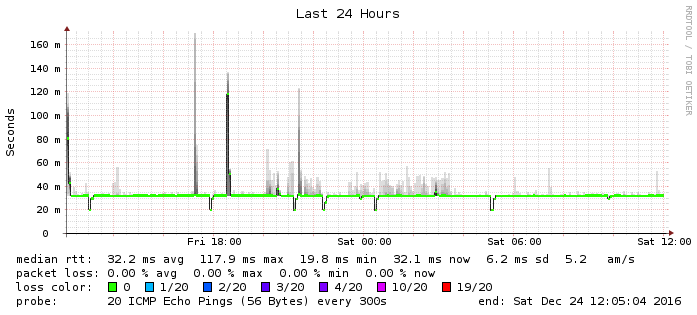 Last 24 Hours
RRDTOOL / TOBI OETIKER
Seconds
160 m
140 m
120 m
100 m
80 m
60 m
40 m
20 m
0
Fri 18:00 Sat 00:00 Sat 06:00 Sat 12:00
median rtt: 32.2 ms avg 117.9 ms max 19.8 ms min 32.1 ms now 6.2 ms sd 5.2 am/s
packet loss: 0.00 % avg 0.00 % max 0.00 % min 0.00 % now
loss color: 0 1/20 2/20 3/20 4/20 10/20 19/20
probe: 20 ICMP Echo Pings (56 Bytes) every 300s end: Sat Dec 24 12:05:04 2016